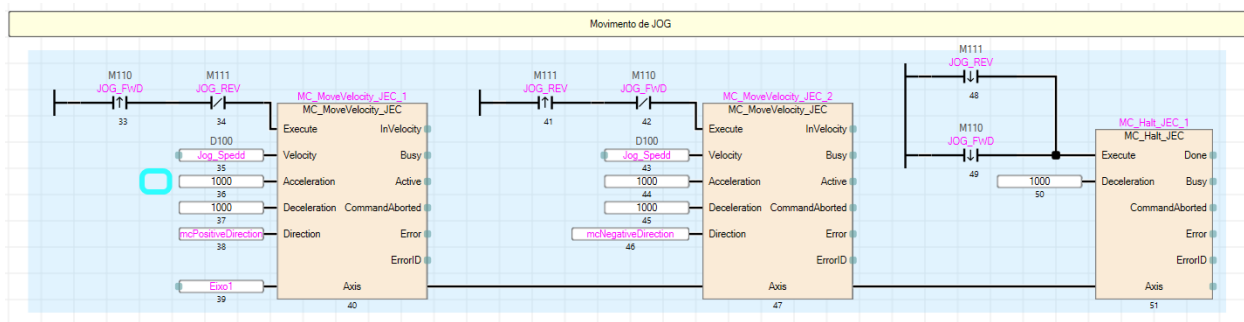 Movimento de JOG
M110
JOG_FWD
33
M111
JOG_REV
34
MC_MoveVelocity_JEC_1
MC_MoveVelocity_JEC
Execute InVelocity
D100
Jog_Spedd
35
Velocity Busy
1000
36
Acceleration Active
1000
37
Deceleration CommandAborted
mcPositiveDirection
38
Direction Error
ErrorID
Eixo1
39
Axis
40
M111
JOG_REV
41
M110
JOG_FWD
42
MC_MoveVelocity_JEC_2
MC_MoveVelocity_JEC
Execute InVelocity
D100
Jog_Spedd
43
Velocity Busy
1000
44
Acceleration Active
1000
45
Deceleration CommandAborted
mcNegativeDirection
46
Direction Error
ErrorID
Axis
47
M111
JOG_REV
48
M110
JOG_FWD
49
MC_Halt_JEC_1
MC_Halt_JEC
Execute Done
1000
50
Deceleration Busy
CommandAborted
Error
ErrorID
Axis
51